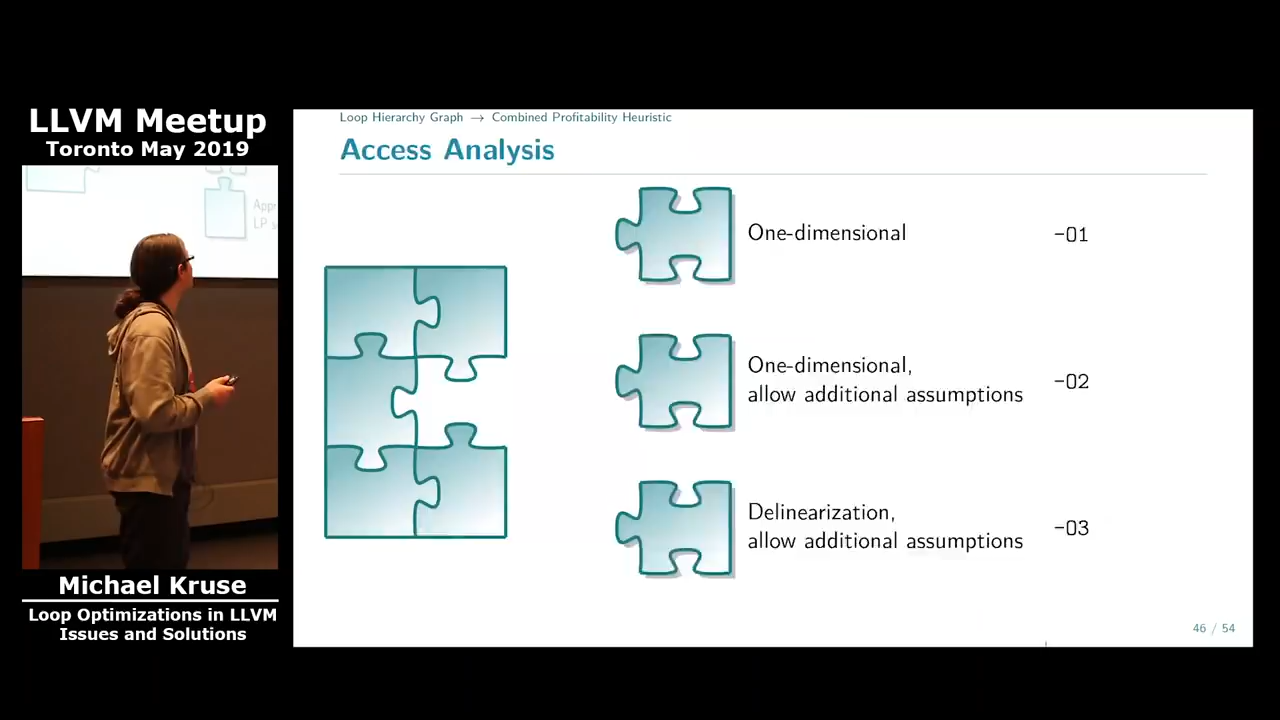 LLVM Meetup
Toronto May 2019
Michael Kruse
Loop Optimizations in LLVM
Issues and Solutions
Loop Hierarchy Graph → Combined Profitability Heuristic
Access Analysis
One-dimensional
-O1
One-dimensional,
allow additional assumptions
-O2
Delinearization,
allow additional assumptions
-O3
46 / 54